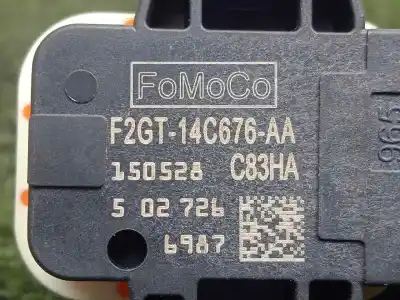 FoMoCo
F2GT-14C676-AA
150528 C83HA
5 02 726
6987
965